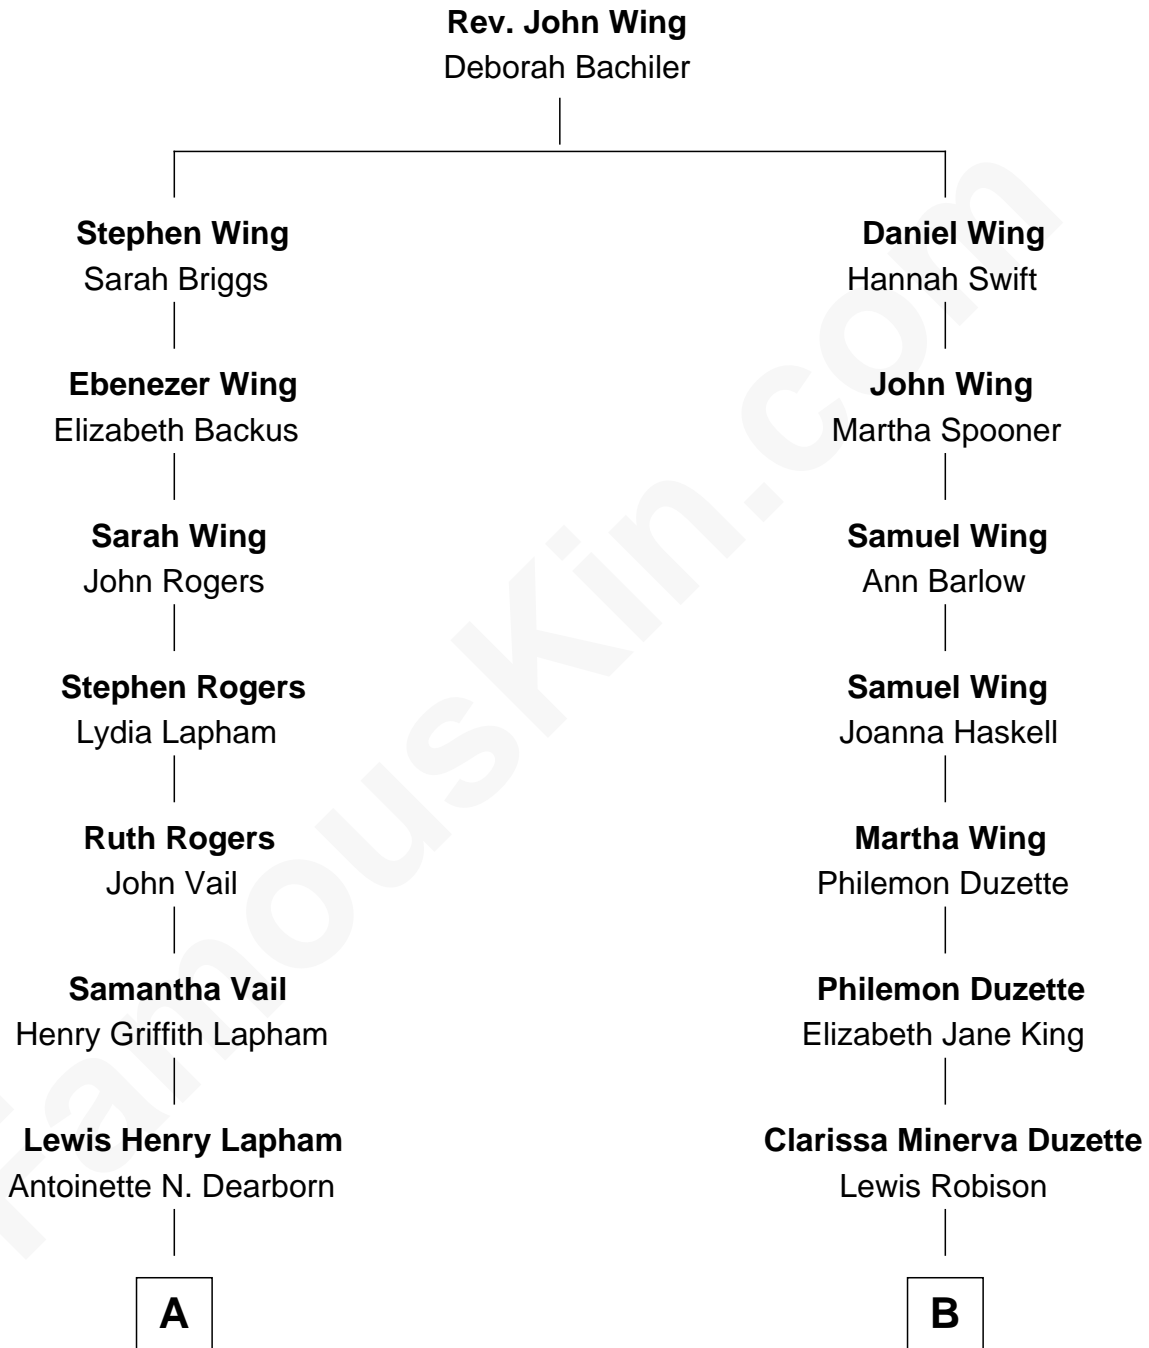 Rev. John Wing
Deborah Bachiler
Stephen Wing
Sarah Briggs
Daniel Wing
Hannah Swift
Ebenezer Wing
Elizabeth Backus
John Wing
Martha Spooner
Sarah Wing
John Rogers
Samuel Wing
Ann Barlow
Stephen Rogers
Lydia Lapham
Samuel Wing
Joanna Haskell
Ruth Rogers
John Vail
Martha Wing
Philemon Duzette
Samantha Vail
Henry Griffith Lapham
Philemon Duzette
Elizabeth Jane King
Lewis Henry Lapham
Antoinette N. Dearborn
Clarissa Minerva Duzette
Lewis Robison
A
B
FamousKin.com